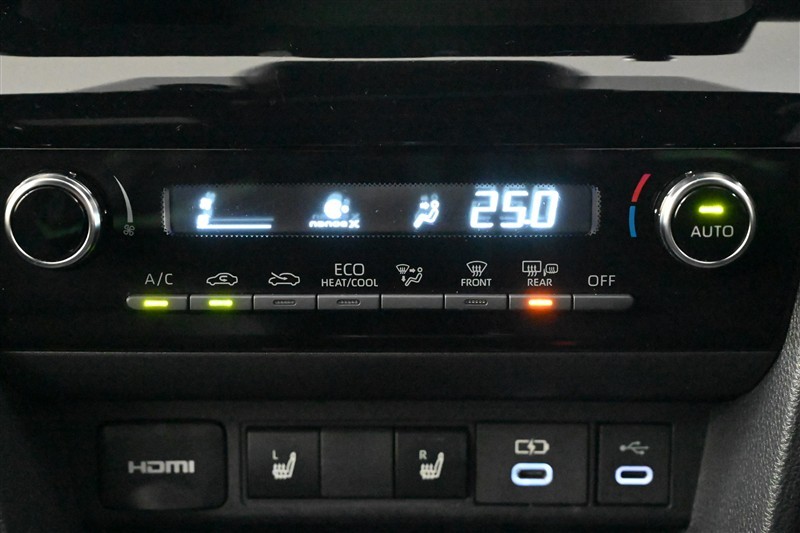 nanoe X
25.0
AUTO
A/C
ECO
HEAT/COOL
FRONT
REAR
OFF
HDMI
L
R